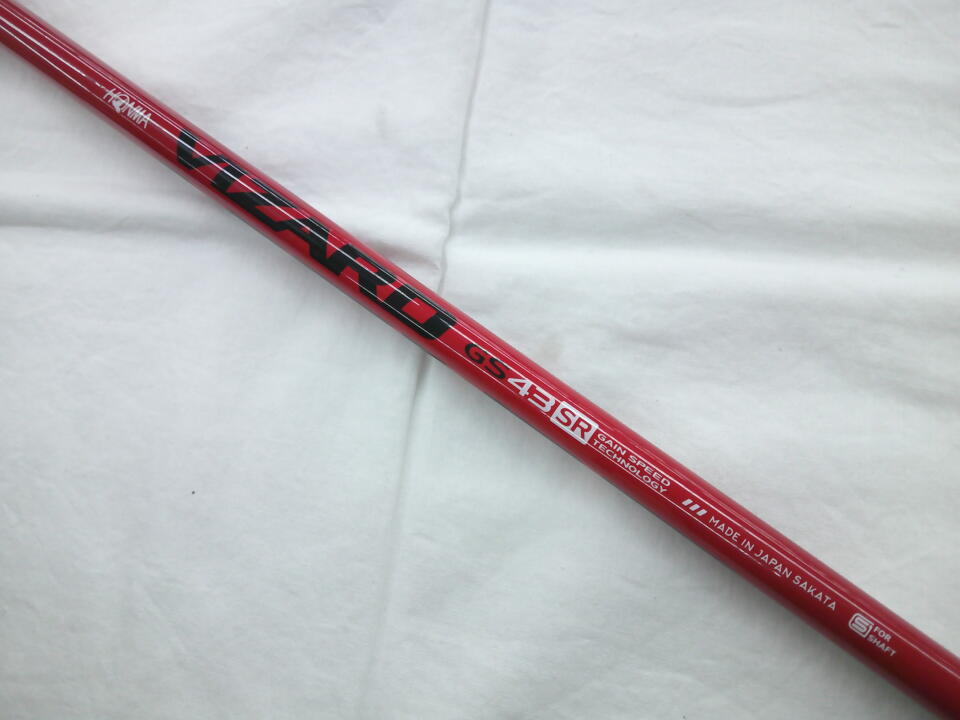 HONMA
VIZARD
GS 43 SR
GAIN SPEED
TECHNOLOGY
MADE IN JAPAN SAKATA
S FOR
SHAFT